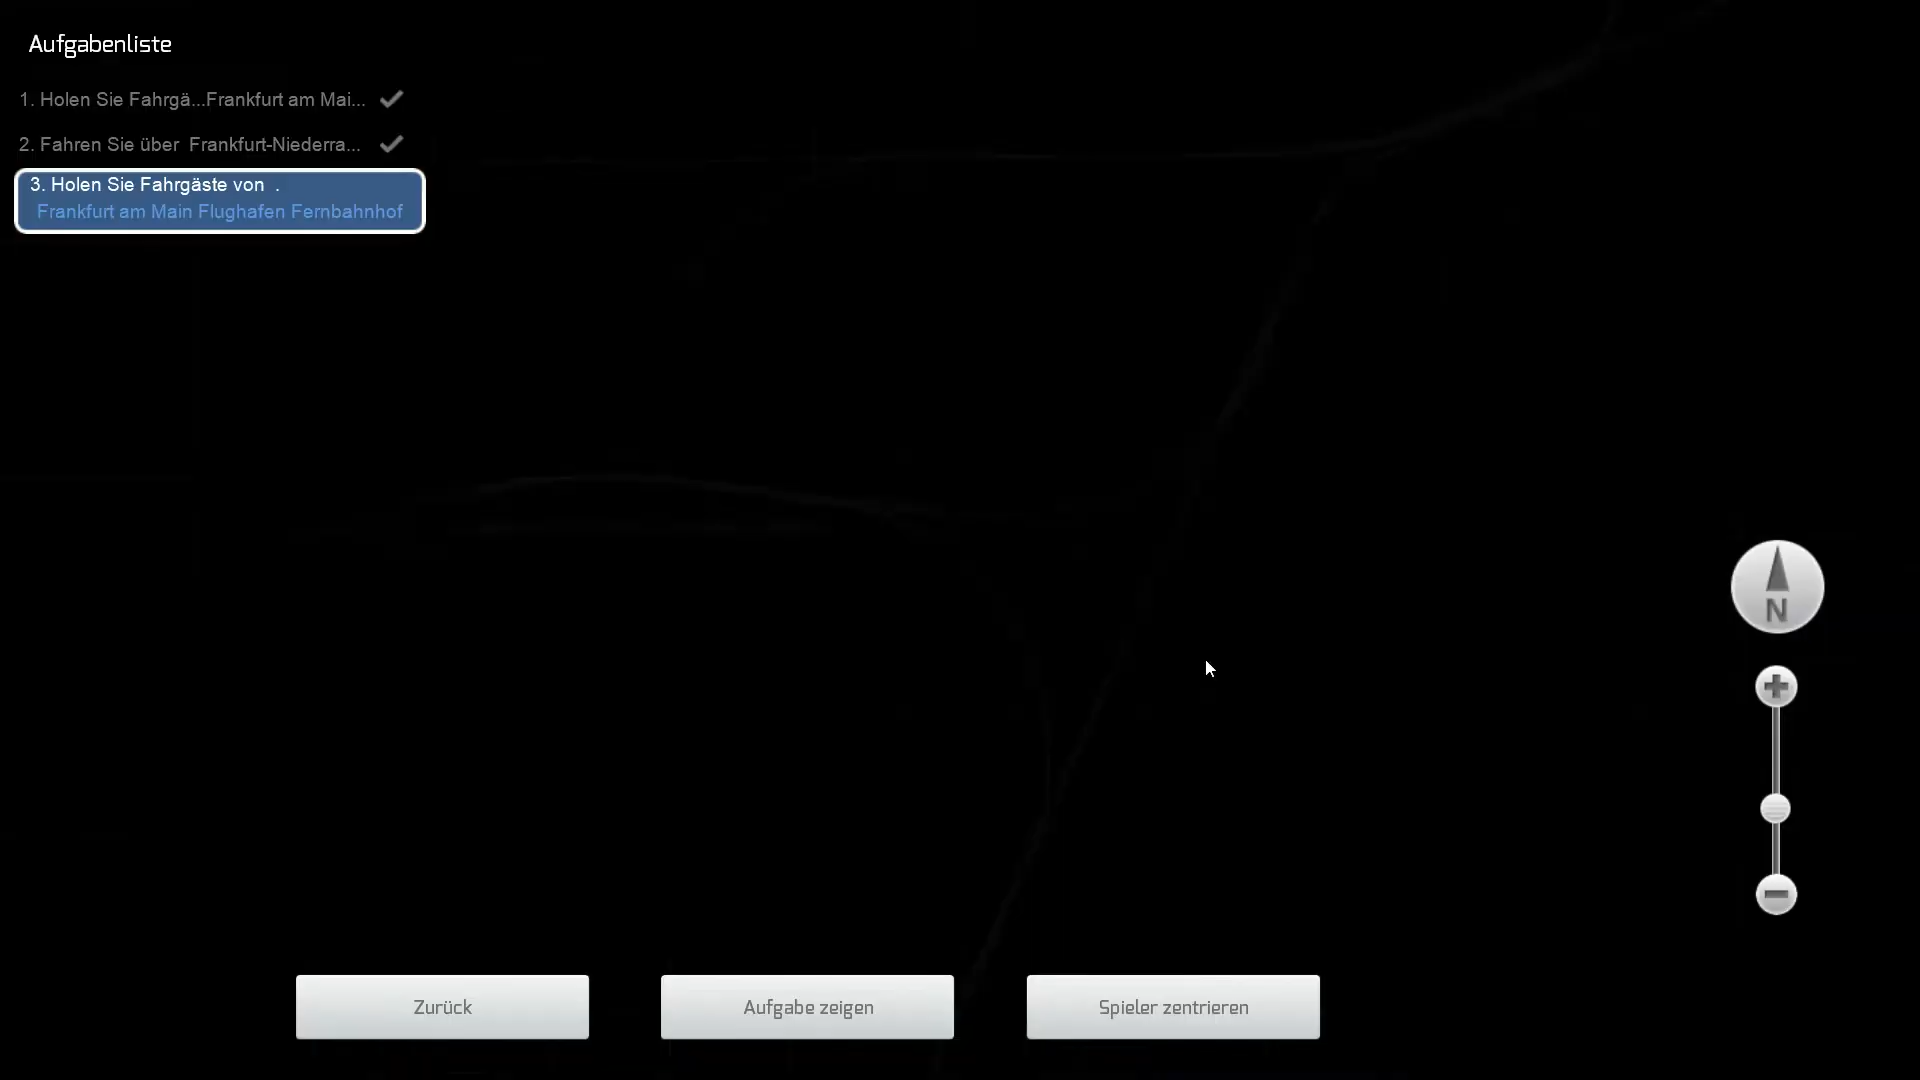 Aufgabenliste
1. Holen Sie Fahrgä...Frankfurt am Mai...
2. Fahren Sie über Frankfurt-Niederra...
3. Holen Sie Fahrgäste von .
Frankfurt am Main Flughafen Fernbahnhof
N
Zurück
Aufgabe zeigen
Spieler zentrieren